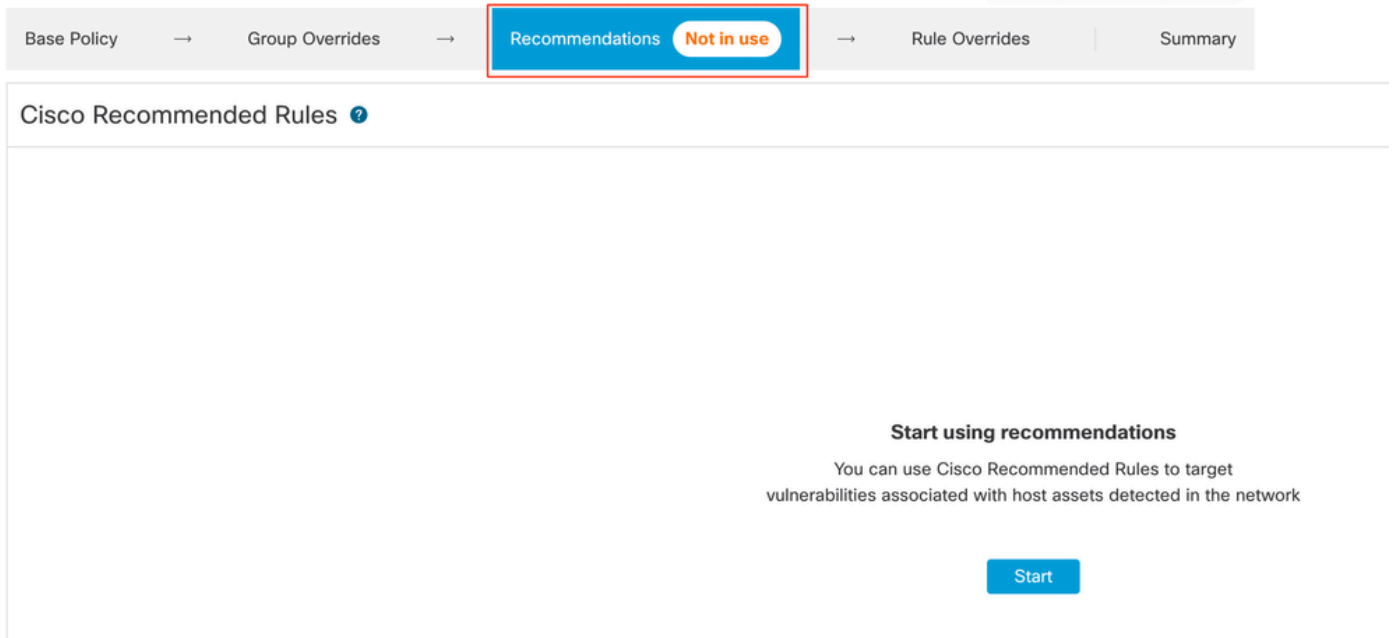 Base Policy → Group Overrides → Recommendations Not in use → Rule Overrides Summary
Cisco Recommended Rules ?
Start using recommendations
You can use Cisco Recommended Rules to target
vulnerabilities associated with host assets detected in the network
Start